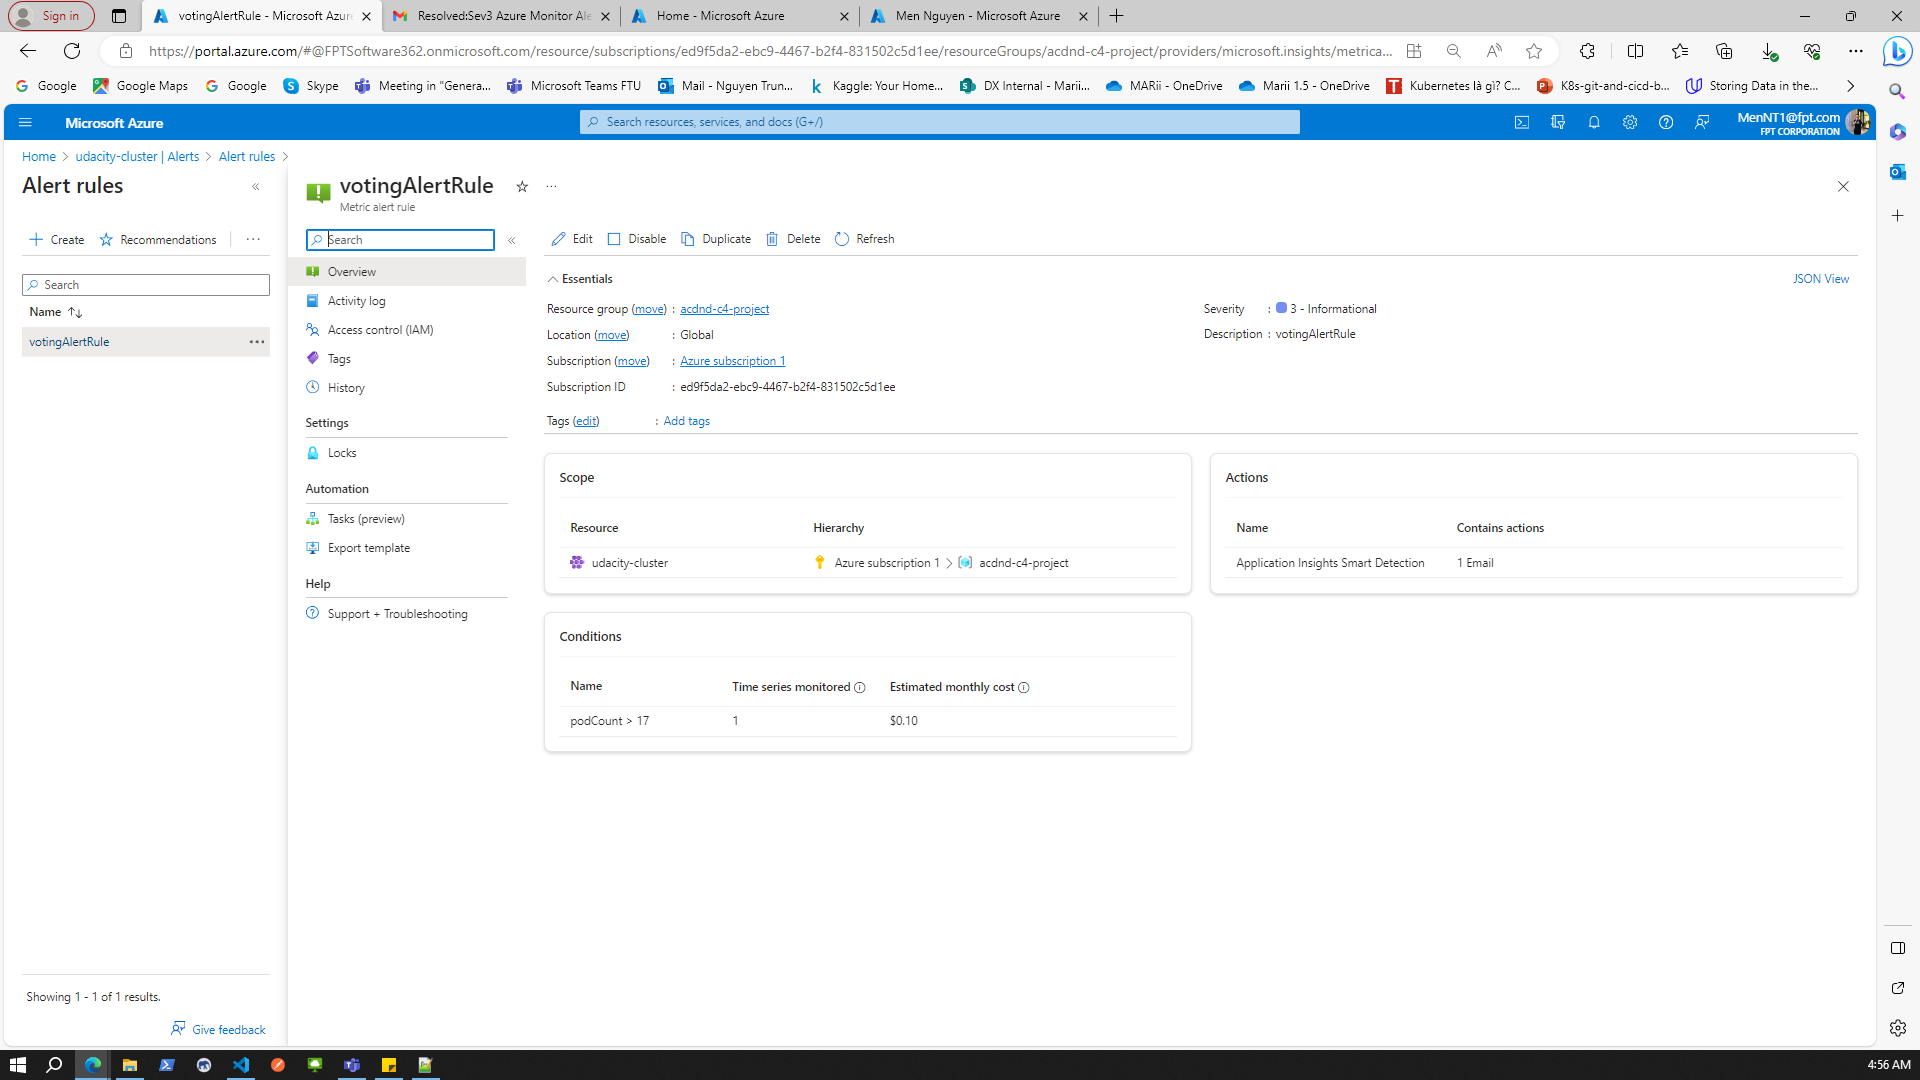 Sign in
votingAlertRule - Microsoft Azure
Resolved:Sev3 Azure Monitor Ale
Home - Microsoft Azure
Men Nguyen - Microsoft Azure
https://portal.azure.com/#@FPTSoftware362.onmicrosoft.com/resource/subscriptions/ed9f5da2-ebc9-4467-b2f4-831502c5d1ee/resourceGroups/acdnd-c4-project/providers/microsoft.insights/metrica...
Google
Google Maps
Google
Skype
Meeting in "Genera...
Microsoft Teams FTU
Mail - Nguyen Trun...
Kaggle: Your Home...
DX Internal - Marii...
MARii - OneDrive
Marii 1.5 - OneDrive
Kubernetes là gì? C...
K8s-git-and-cicd-b...
Storing Data in the...
Microsoft Azure
Search resources, services, and docs (G+/)
MenNT1@fpt.com
FPT CORPORATION
Home > udacity-cluster | Alerts > Alert rules >
Alert rules
Create
Recommendations
Search
Name
votingAlertRule
Showing 1 - 1 of 1 results.
Give feedback
votingAlertRule
Metric alert rule
Search
Overview
Activity log
Access control (IAM)
Tags
History
Settings
Locks
Automation
Tasks (preview)
Export template
Help
Support + Troubleshooting
Edit
Disable
Duplicate
Delete
Refresh
Essentials
JSON View
Resource group (move) : acdnd-c4-project
Location (move) : Global
Subscription (move) : Azure subscription 1
Subscription ID : ed9f5da2-ebc9-4467-b2f4-831502c5d1ee
Tags (edit) : Add tags
Severity : 3 - Informational
Description : votingAlertRule
Scope
Resource Hierarchy
udacity-cluster Azure subscription 1 > acdnd-c4-project
Actions
Name Contains actions
Application Insights Smart Detection 1 Email
Conditions
Name Time series monitored Estimated monthly cost
podCount > 17 1 $0.10
4:56 AM